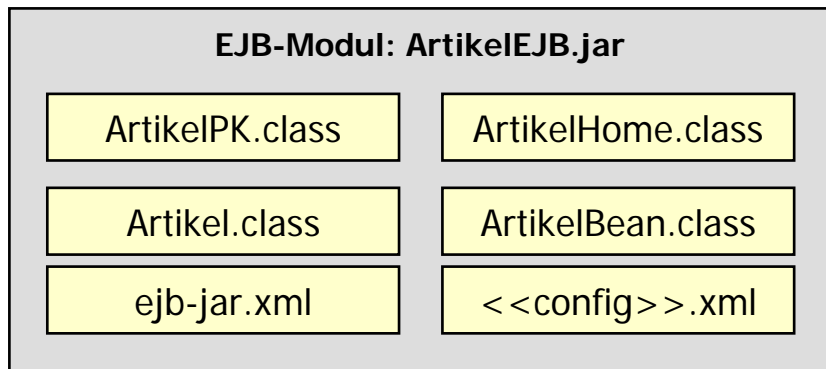 EJB-Modul: ArtikelEJB.jar
ArtikelPK.class
ArtikelHome.class
Artikel.class
ArtikelBean.class
ejb-jar.xml
<<config>>.xml